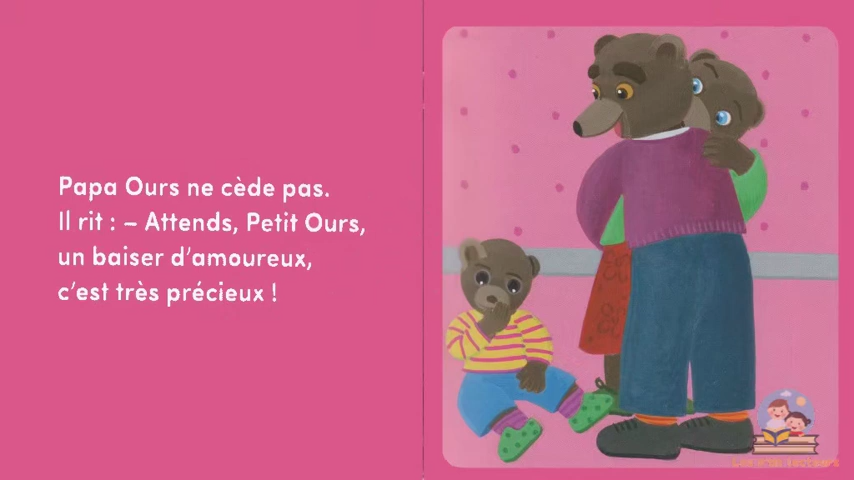 Papa Ours ne cède pas.
Il rit : – Attends, Petit Ours,
un baiser d'amoureux,
c'est très précieux !